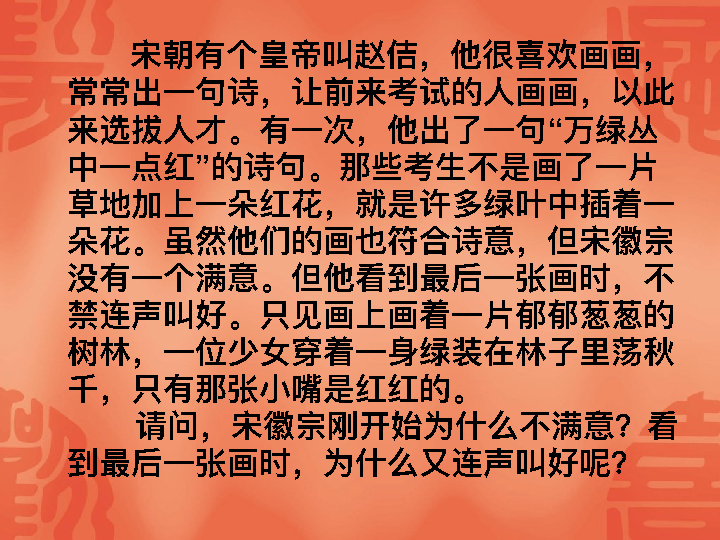 宋朝有个皇帝叫赵佶，他很喜欢画画，
常常出一句诗，让前来考试的人画画，以此
来选拔人才。有一次，他出了一句“万绿丛
中一点红”的诗句。那些考生不是画了一片
草地加上一朵红花，就是许多绿叶中插着一
朵花。虽然他们的画也符合诗意，但宋徽宗
没有一个满意。但他看到最后一张画时，不
禁连声叫好。只见画上画着一片郁郁葱葱的
树林，一位少女穿着一身绿装在林子里荡秋
千，只有那张小嘴是红红的。
请问，宋徽宗刚开始为什么不满意？看
到最后一张画时，为什么又连声叫好呢？